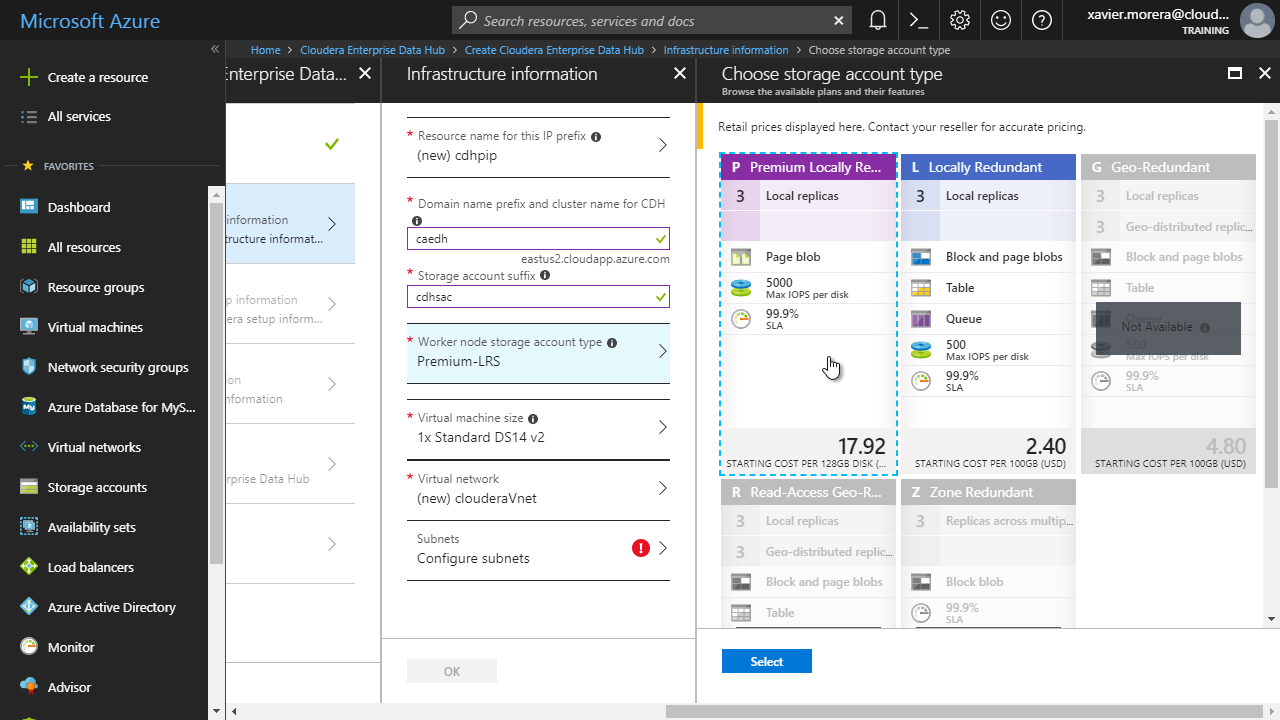 Microsoft Azure
Search resources, services and docs
xavier.morera@cloud...
TRAINING
Home > Cloudera Enterprise Data Hub > Create Cloudera Enterprise Data Hub > Infrastructure information > Choose storage account type
Create a resource
All services
FAVORITES
Dashboard
All resources
Resource groups
Virtual machines
Network security groups
Azure Database for MyS...
Virtual networks
Storage accounts
Availability sets
Load balancers
Azure Active Directory
Monitor
Advisor
Enterprise Data...
information
structure informat...
information
era setup inform...
information
rprise Data Hub
Infrastructure information
* Resource name for this IP prefix
(new) cdhpip
* Domain name prefix and cluster name for CDH
caedh
eastus2.cloudapp.azure.com
* Storage account suffix
cdhsac
* Worker node storage account type
Premium-LRS
* Virtual machine size
1x Standard DS14 v2
* Virtual network
(new) clouderaVnet
Subnets
Configure subnets
OK
Choose storage account type
Browse the available plans and their features
Retail prices displayed here. Contact your reseller for accurate pricing.
P Premium Locally Re...
3 Local replicas
Page blob
5000
Max IOPS per disk
99.9%
SLA
17.92
STARTING COST PER 128GB DISK (...
L Locally Redundant
3 Local replicas
Block and page blobs
Table
Queue
500
Max IOPS per disk
99.9%
SLA
2.40
STARTING COST PER 100GB (USD)
G Geo-Redundant
3 Local replicas
3 Geo-distributed replic...
Block and page blobs
Table
Queue
Not Available
500
Max IOPS per disk
99.9%
SLA
4.80
STARTING COST PER 100GB (USD)
R Read-Access Geo-R...
3 Local replicas
3 Geo-distributed replic...
Block and page blobs
Table
Z Zone Redundant
3 Replicas across multip...
Block blob
99.9%
SLA
Select